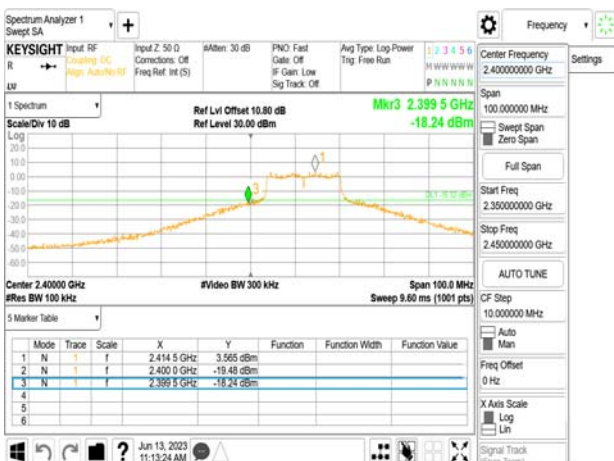 Spectrum Analyzer 1
Swept SA
KEYSIGHT
R
Input: RF
Coupling: DC
Align: Auto/No RF
Input Z: 50 Ω
Corrections: Off
Freq Ref: Int (S)
#Atten: 30 dB
PNO: Fast
Gate: Off
IF Gain: Low
Sig Track: Off
Avg Type: Log-Power
Trig: Free Run
1 2 3 4 5 6
M W W W W W
P N N N N N
1 Spectrum
Scale/Div 10 dB
Ref Lvl Offset 10.80 dB
Ref Level 30.00 dBm
Mkr3 2.399 5 GHz
-18.24 dBm
Log
20.0
10.0
0.00
-10.0
-20.0
-30.0
-40.0
-50.0
-60.0
1
3
Center 2.40000 GHz
#Res BW 100 kHz
#Video BW 300 kHz
Span 100.0 MHz
Sweep 9.60 ms (1001 pts)
5 Marker Table
Mode Trace Scale X Y Function Function Width Function Value
1 N 1 f 2.414 5 GHz 3.565 dBm
2 N 1 f 2.400 0 GHz -19.48 dBm
3 N 1 f 2.399 5 GHz -18.24 dBm
4
5
6
Jun 13, 2023
11:13:24 AM
Frequency
Settings
Center Frequency
2.400000000 GHz
Span
100.000000 MHz
Swept Span
Zero Span
Full Span
Start Freq
2.350000000 GHz
Stop Freq
2.450000000 GHz
AUTO TUNE
CF Step
10.000000 MHz
Auto
Man
Freq Offset
0 Hz
X Axis Scale
Log
Lin
Signal Track